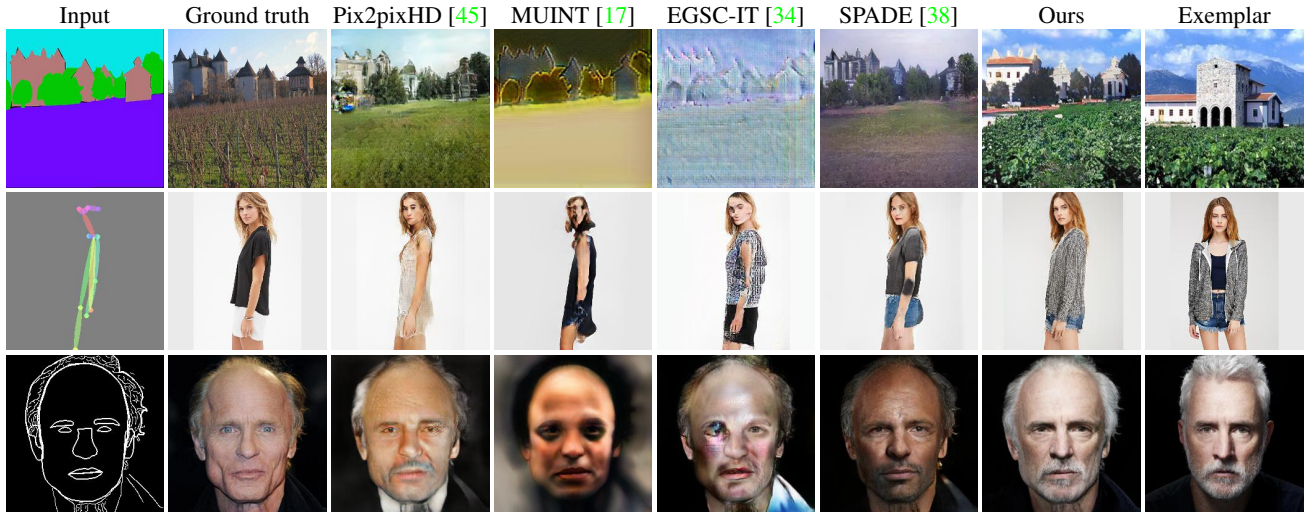 Input Ground truth Pix2pixHD [45] MUINT [17] EGSC-IT [34] SPADE [38] Ours Exemplar